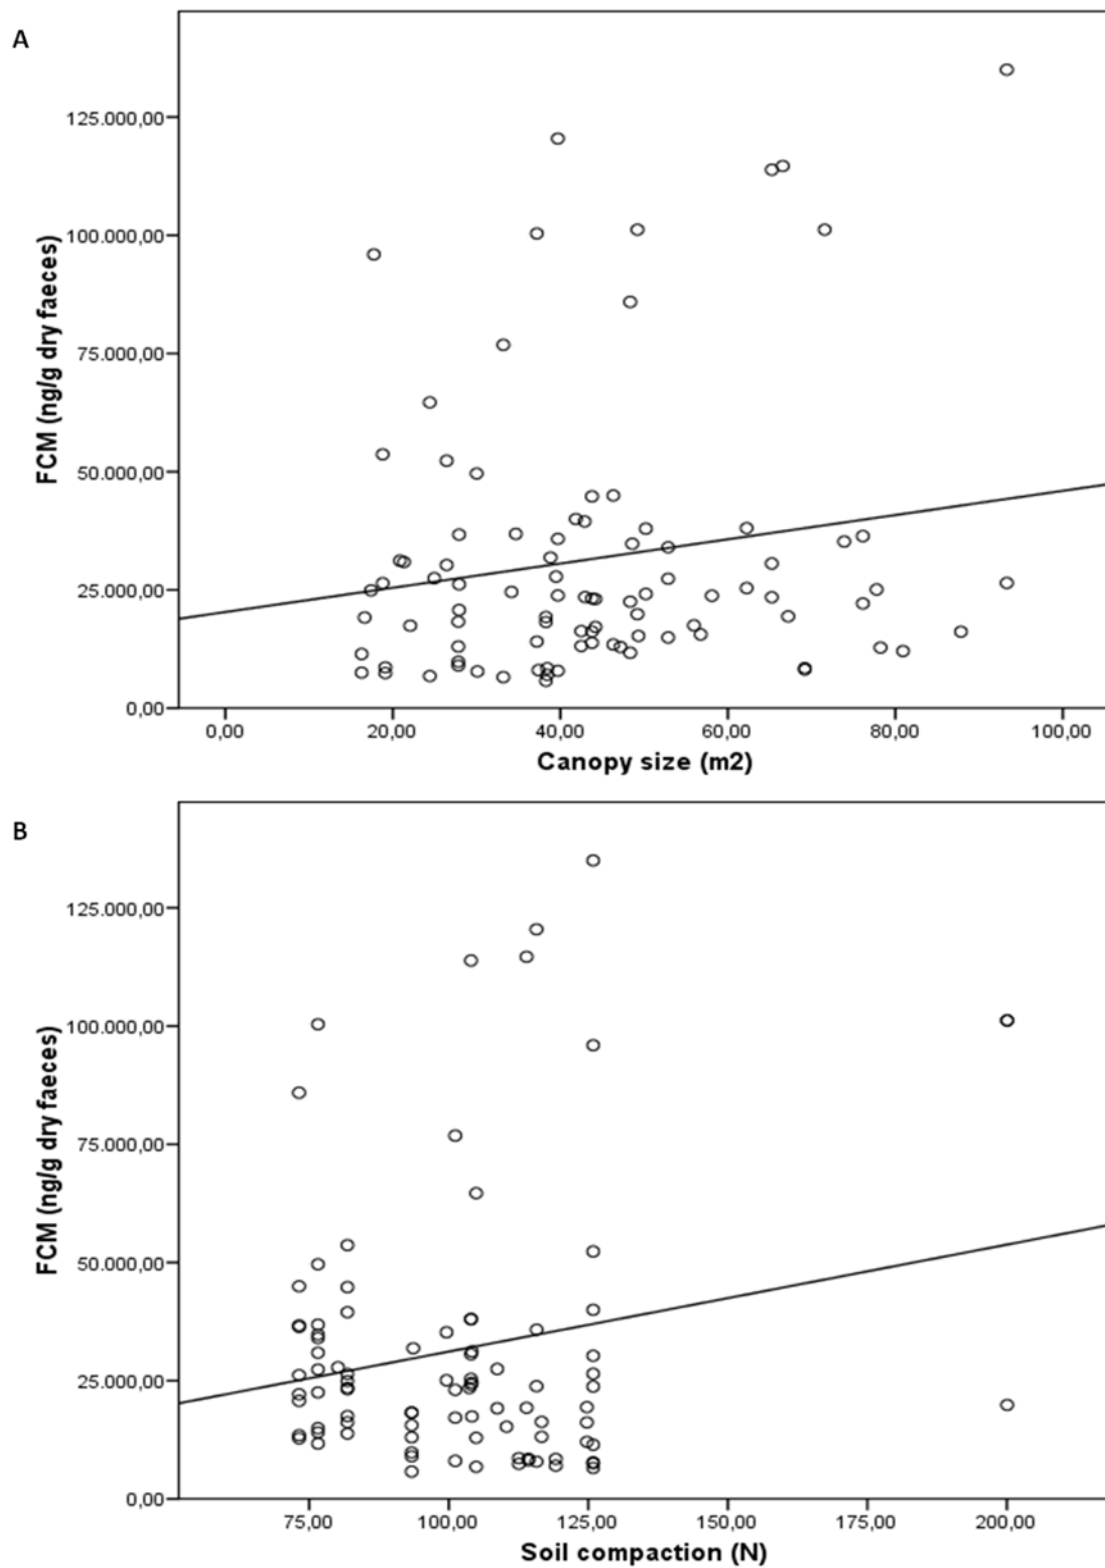 A
125.000,00
100.000,00
75.000,00
50.000,00
25.000,00
0,00
FCM (ng/g dry faeces)
0,00 20,00 40,00 60,00 80,00 100,00
Canopy size (m2)
B
125.000,00
100.000,00
75.000,00
50.000,00
25.000,00
0,00
FCM (ng/g dry faeces)
75,00 100,00 125,00 150,00 175,00 200,00
Soil compaction (N)